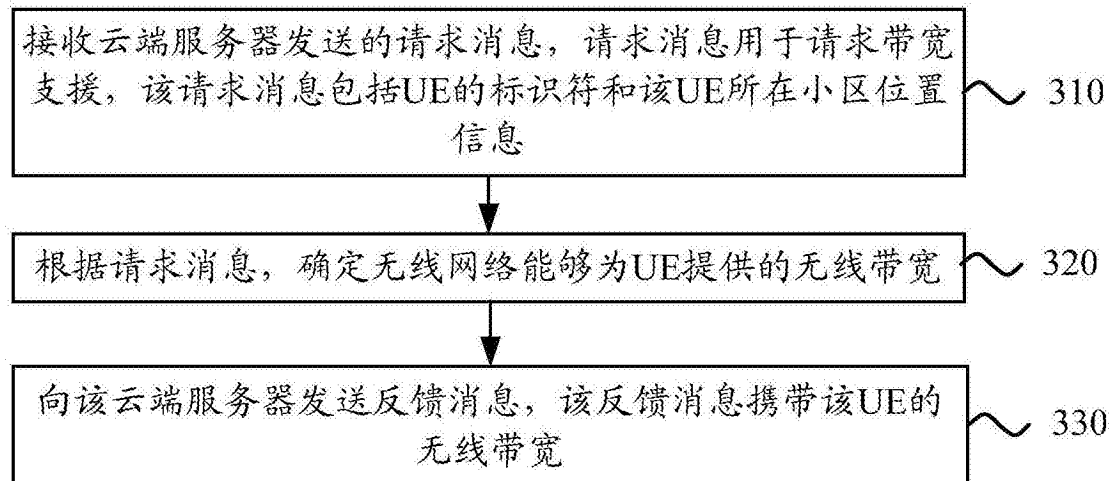 接收云端服务器发送的请求消息，请求消息用于请求带宽
支援，该请求消息包括UE的标识符和该UE所在小区位置
信息
310
根据请求消息，确定无线网络能够为UE提供的无线带宽
320
向该云端服务器发送反馈消息，该反馈消息携带该UE的
无线带宽
330